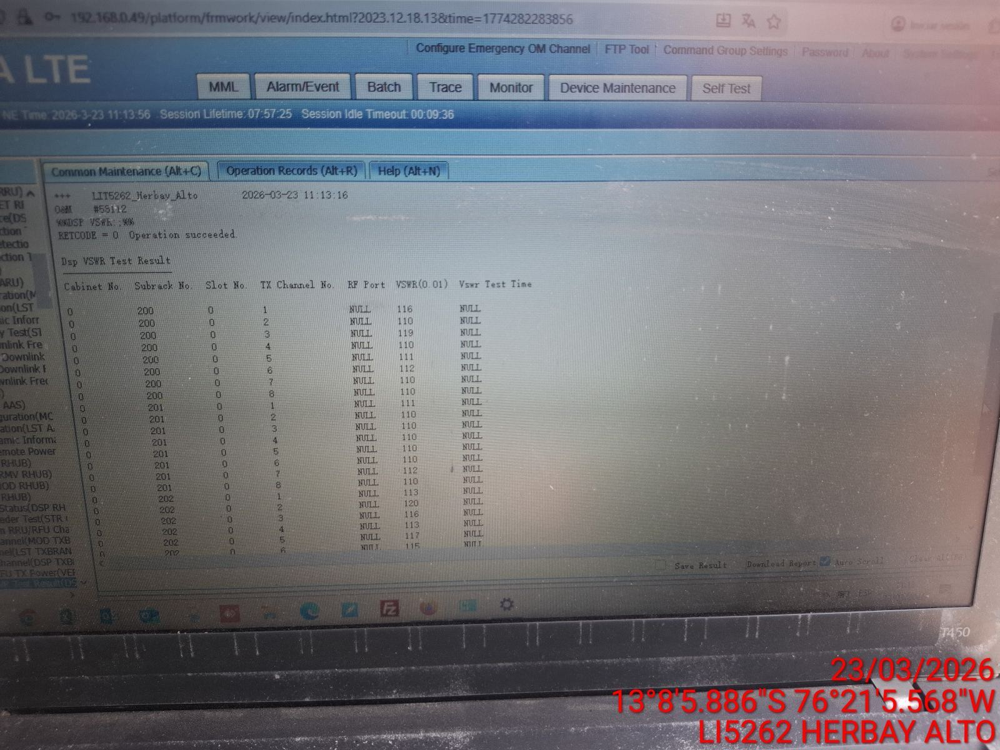 192.168.0.49/platform/frmwork/view/index.html?2023.12.18.13&time=1774282283856
Configure Emergency OM Channel FTP Tool Command Group Settings Password About
A LTE
MML Alarm/Event Batch Trace Monitor Device Maintenance Self Test
NE Time 2026-3-23 11:13:56 Session Lifetime: 07:57:25 Session Idle Timeout: 00:09:36
Common Maintenance (Alt+C) Operation Records (Alt+R) Help (Alt+N)
+++ LIT5262_Herbay_Alto 2026-03-23 11:13:16
O&M #55112
%%DSP VSWR:;%%
RETCODE = 0 Operation succeeded.
Dsp VSWR Test Result
Cabinet No. Subrack No. Slot No. TX Channel No. RF Port VSWR(0.01) Vswr Test Time
0 200 0 1 NULL 116 NULL
0 200 0 2 NULL 110 NULL
0 200 0 3 NULL 119 NULL
0 200 0 4 NULL 110 NULL
0 200 0 5 NULL 111 NULL
0 200 0 6 NULL 112 NULL
0 200 0 7 NULL 110 NULL
0 200 0 8 NULL 110 NULL
0 201 0 1 NULL 111 NULL
0 201 0 2 NULL 110 NULL
0 201 0 3 NULL 110 NULL
0 201 0 4 NULL 110 NULL
0 201 0 5 NULL 110 NULL
0 201 0 6 NULL 110 NULL
0 201 0 7 NULL 112 NULL
0 201 0 8 NULL 110 NULL
0 202 0 1 NULL 113 NULL
0 202 0 2 NULL 120 NULL
0 202 0 3 NULL 116 NULL
0 202 0 4 NULL 113 NULL
0 202 0 5 NULL 117 NULL
0 202 0 6 NULL 115 NULL
Save Result Download Report Auto Scroll
T450
23/03/2026
13°8'5.886"S 76°21'5.568"W
LI5262 HERBAY ALTO